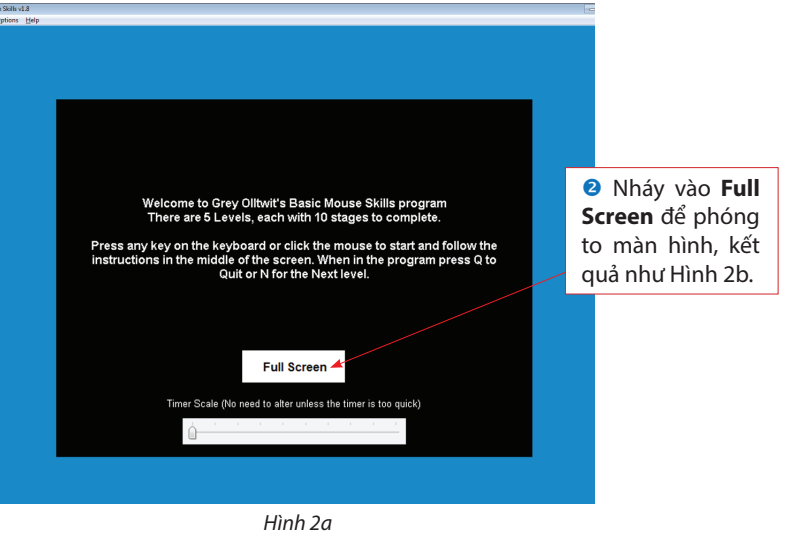 Skills v1.8
ptions Help
Welcome to Grey Olltwit's Basic Mouse Skills program
There are 5 Levels, each with 10 stages to complete.
Press any key on the keyboard or click the mouse to start and follow the
instructions in the middle of the screen. When in the program press Q to
Quit or N for the Next level.
Full Screen
Timer Scale (No need to alter unless the timer is too quick)
❷ Nháy vào Full
Screen để phóng
to màn hình, kết
quả như Hình 2b.
Hình 2a